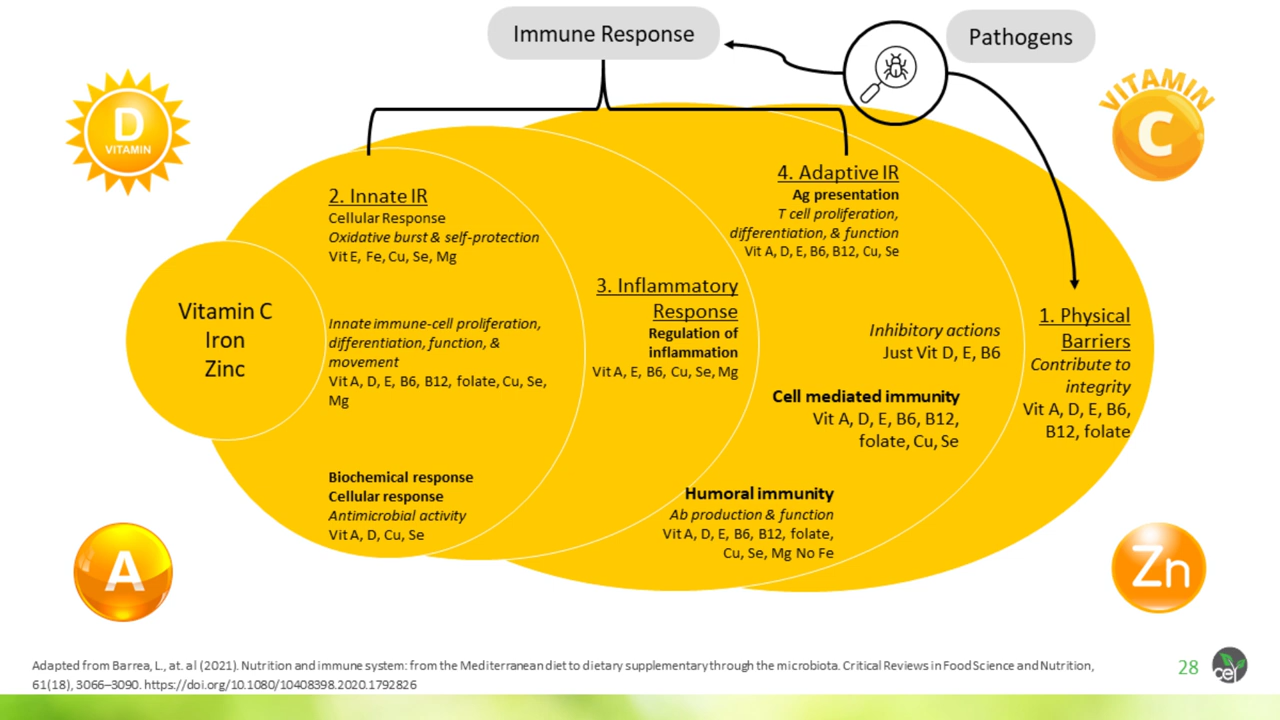 Immune Response
Pathogens
D
VITAMIN
VITAMIN
C
2. Innate IR
Cellular Response
Oxidative burst & self-protection
Vit E, Fe, Cu, Se, Mg
Innate immune-cell proliferation,
differentiation, function, &
movement
Vit A, D, E, B6, B12, folate, Cu, Se,
Mg
Biochemical response
Cellular response
Antimicrobial activity
Vit A, D, Cu, Se
Vitamin C
Iron
Zinc
3. Inflammatory
Response
Regulation of
inflammation
Vit A, E, B6, Cu, Se, Mg
4. Adaptive IR
Ag presentation
T cell proliferation,
differentiation, & function
Vit A, D, E, B6, B12, Cu, Se
Inhibitory actions
Just Vit D, E, B6
Cell mediated immunity
Vit A, D, E, B6, B12,
folate, Cu, Se
Humoral immunity
Ab production & function
Vit A, D, E, B6, B12, folate,
Cu, Se, Mg No Fe
1. Physical
Barriers
Contribute to
integrity
Vit A, D, E, B6,
B12, folate
A
Zn
Adapted from Barrea, L., at. al (2021). Nutrition and immune system: from the Mediterranean diet to dietary supplementary through the microbiota. Critical Reviews in Food Science and Nutrition,
61(18), 3066–3090. https://doi.org/10.1080/10408398.2020.1792826
28
cer